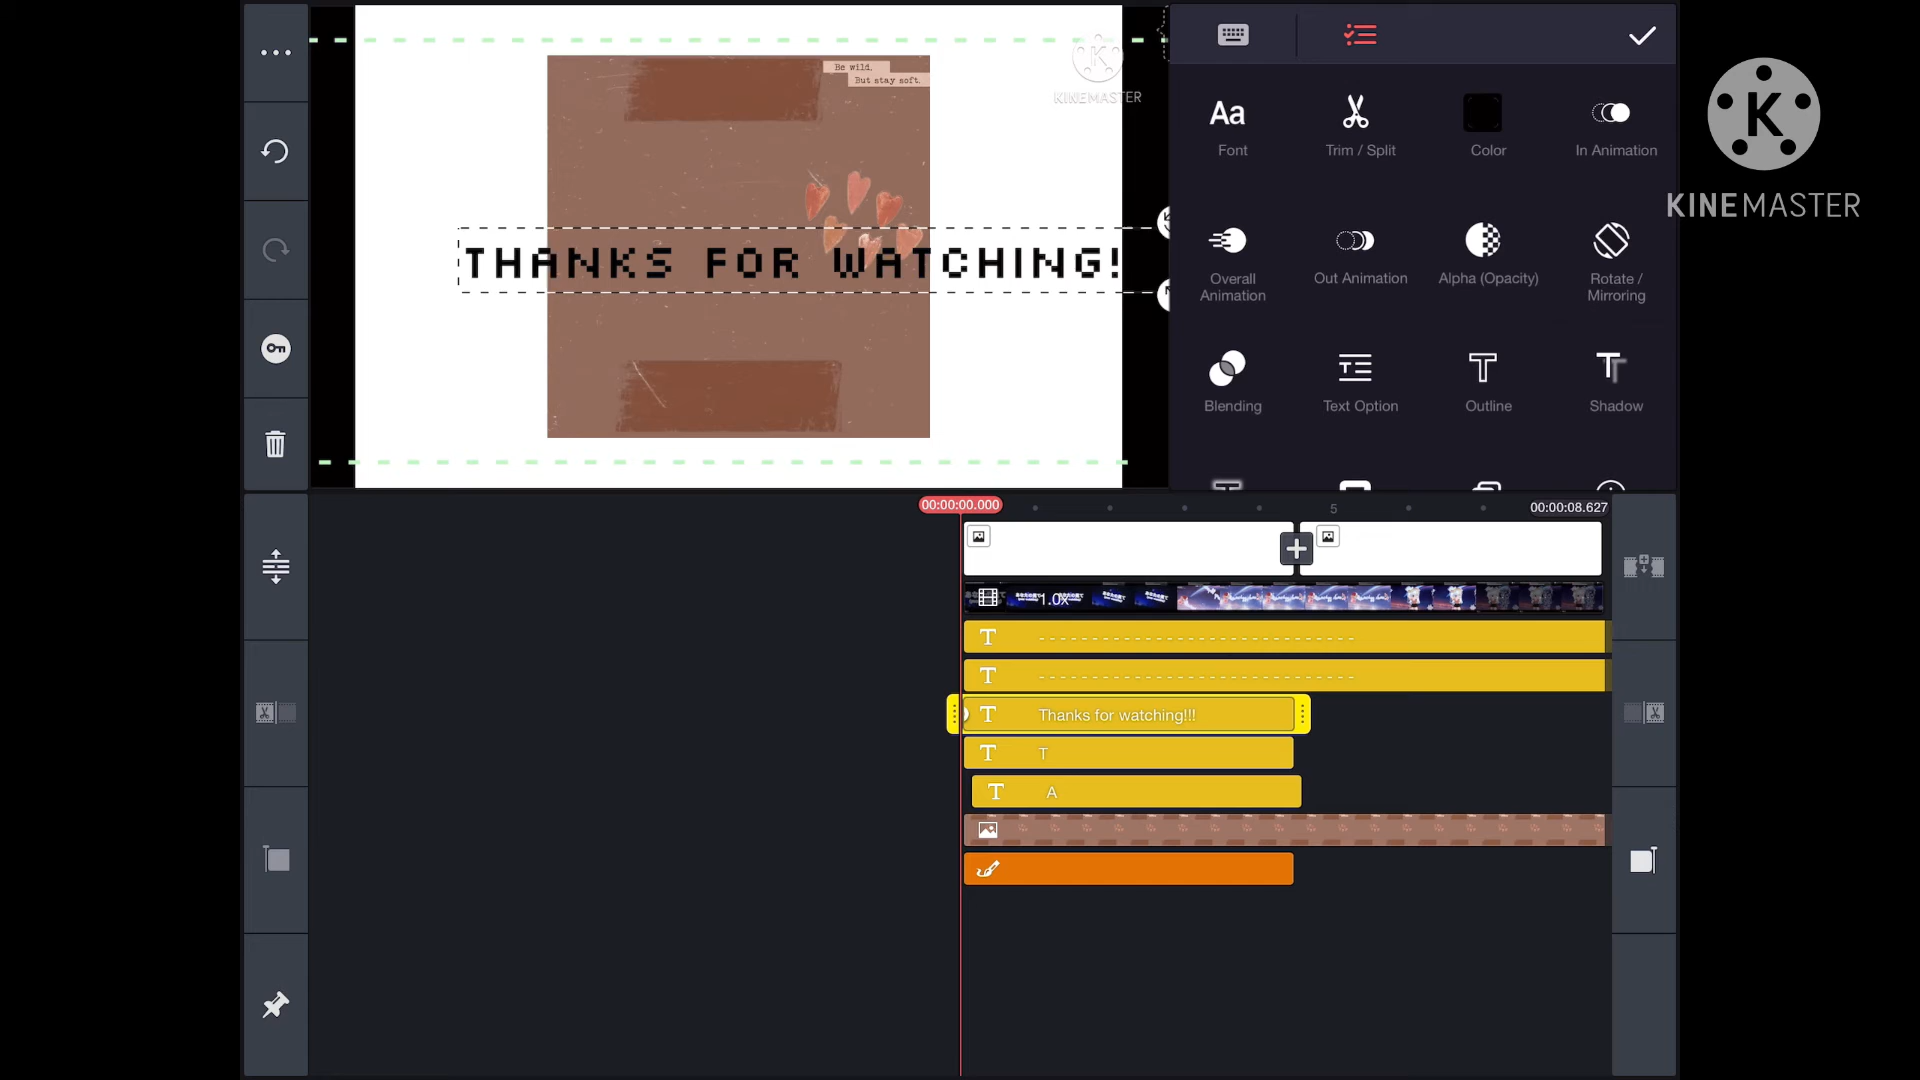 Be wild.
But stay soft.
KINEMASTER
THANKS FOR WATCHING!
Font
Trim / Split
Color
In Animation
Overall
Animation
Out Animation
Alpha (Opacity)
Rotate /
Mirroring
Blending
Text Option
Outline
Shadow
KINEMASTER
00:00:00.000
5
00:00:08.627
1.0x
------------------------------
------------------------------
Thanks for watching!!!
T
A